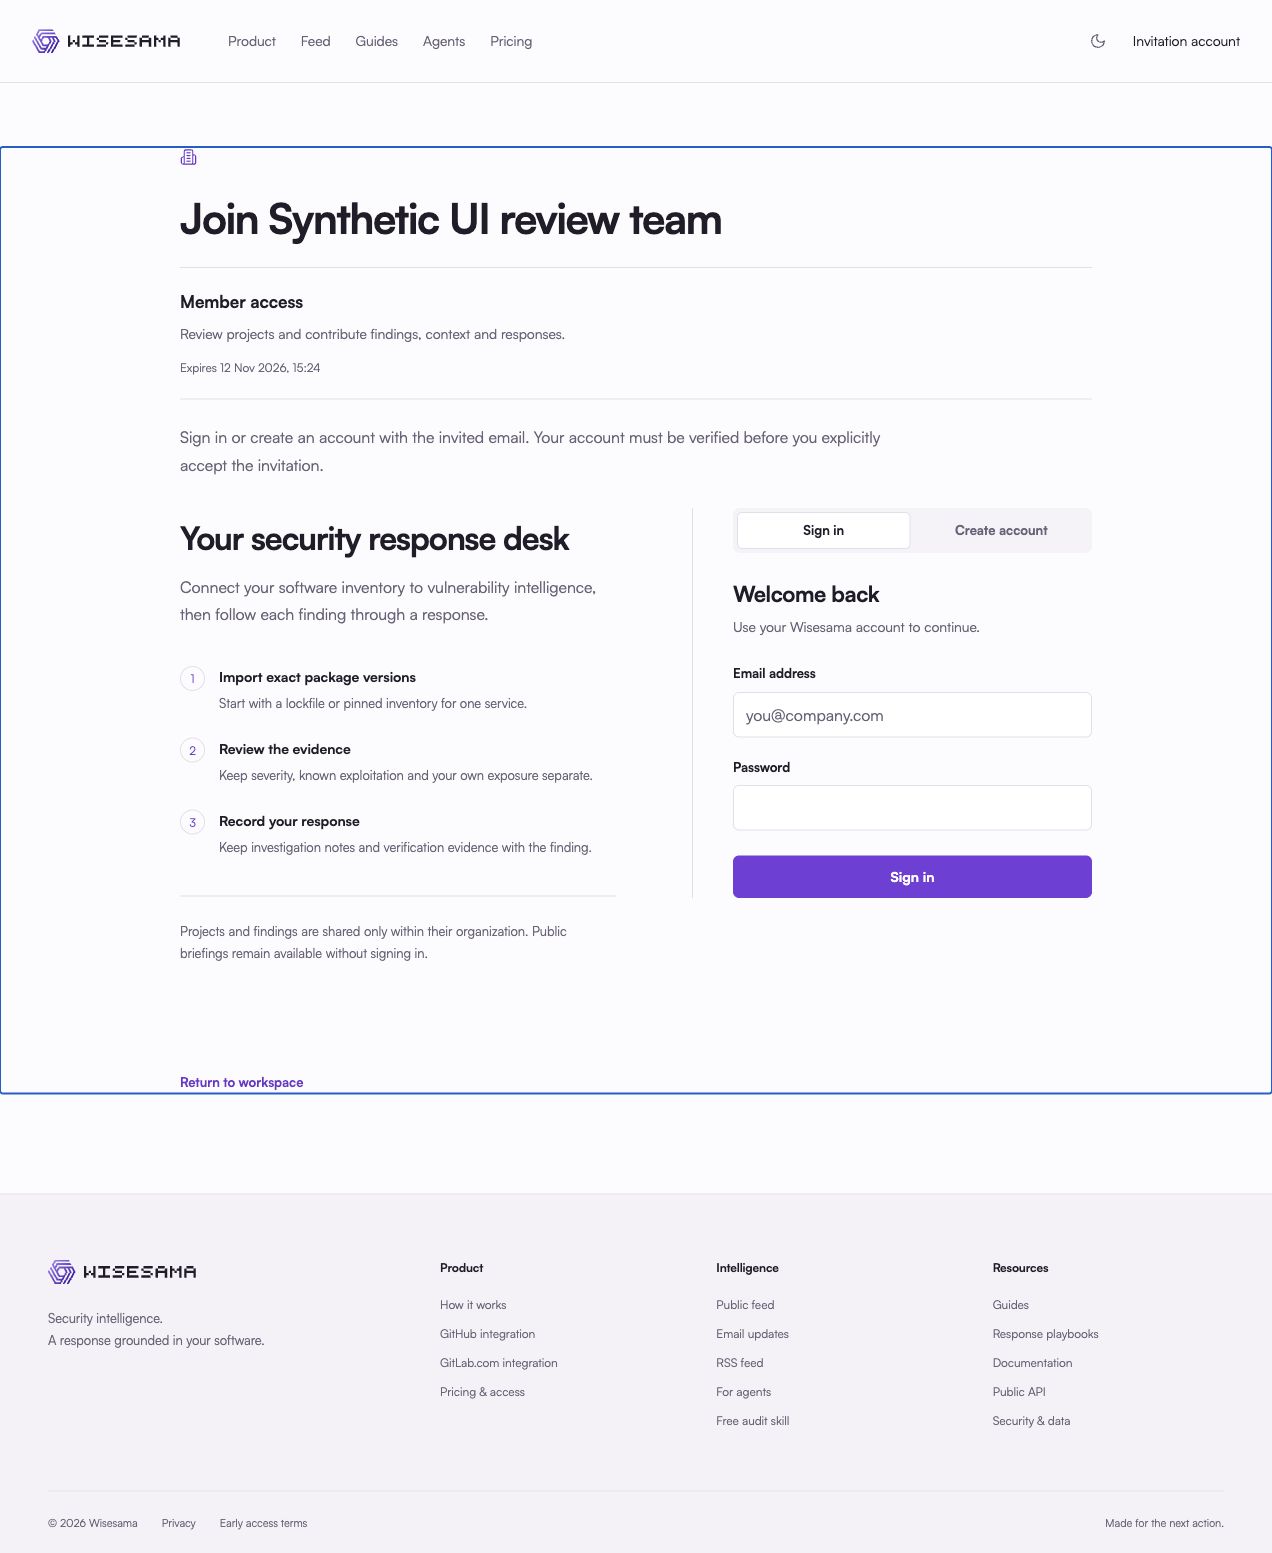 WISESAMA
Product
Feed
Guides
Agents
Pricing
Invitation account
Join Synthetic UI review team
Member access
Review projects and contribute findings, context and responses.
Expires 12 Nov 2026, 15:24
Sign in or create an account with the invited email. Your account must be verified before you explicitly
accept the invitation.
Your security response desk
Connect your software inventory to vulnerability intelligence,
then follow each finding through a response.
1
Import exact package versions
Start with a lockfile or pinned inventory for one service.
2
Review the evidence
Keep severity, known exploitation and your own exposure separate.
3
Record your response
Keep investigation notes and verification evidence with the finding.
Projects and findings are shared only within their organization. Public
briefings remain available without signing in.
Sign in
Create account
Welcome back
Use your Wisesama account to continue.
Email address
you@company.com
Password
Sign in
Return to workspace
WISESAMA
Security intelligence.
A response grounded in your software.
Product
How it works
GitHub integration
GitLab.com integration
Pricing & access
Intelligence
Public feed
Email updates
RSS feed
For agents
Free audit skill
Resources
Guides
Response playbooks
Documentation
Public API
Security & data
© 2026 Wisesama
Privacy
Early access terms
Made for the next action.